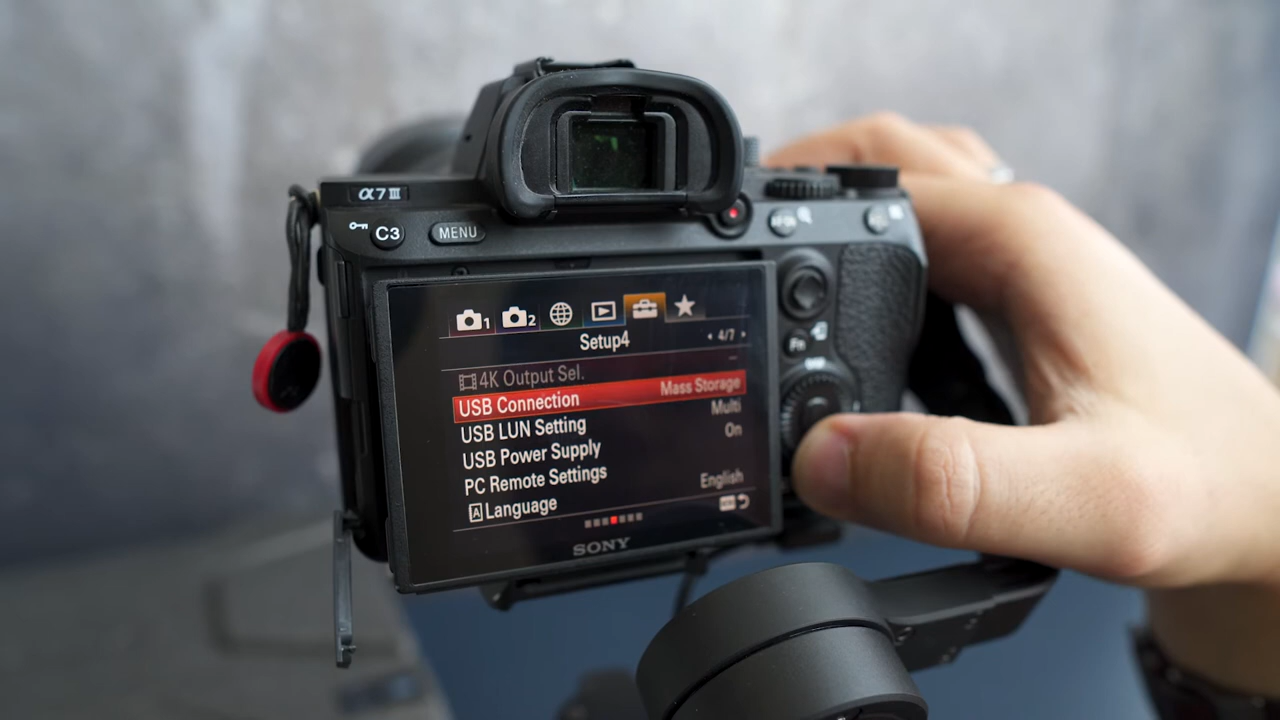 α7III
C3
MENU
1 2
Setup4
4/7
4K Output Sel. --
USB Connection Mass Storage
USB LUN Setting Multi
USB Power Supply On
PC Remote Settings
A Language English
SONY
Fn